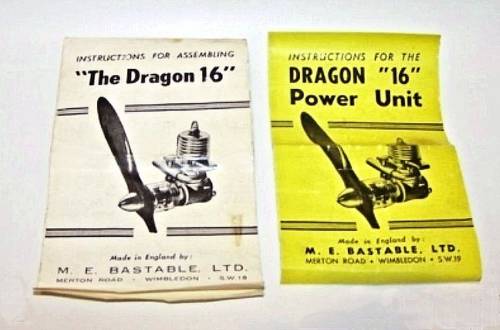 INSTRUCTIONS FOR ASSEMBLING
"The Dragon 16"
Made in England by:
M. E. BASTABLE, LTD.
MERTON ROAD • WIMBLEDON • S.W.19
INSTRUCTIONS FOR THE
DRAGON "16"
Power Unit
Made in England by:
M. E. BASTABLE, LTD.
MERTON ROAD • WIMBLEDON • S.W.19